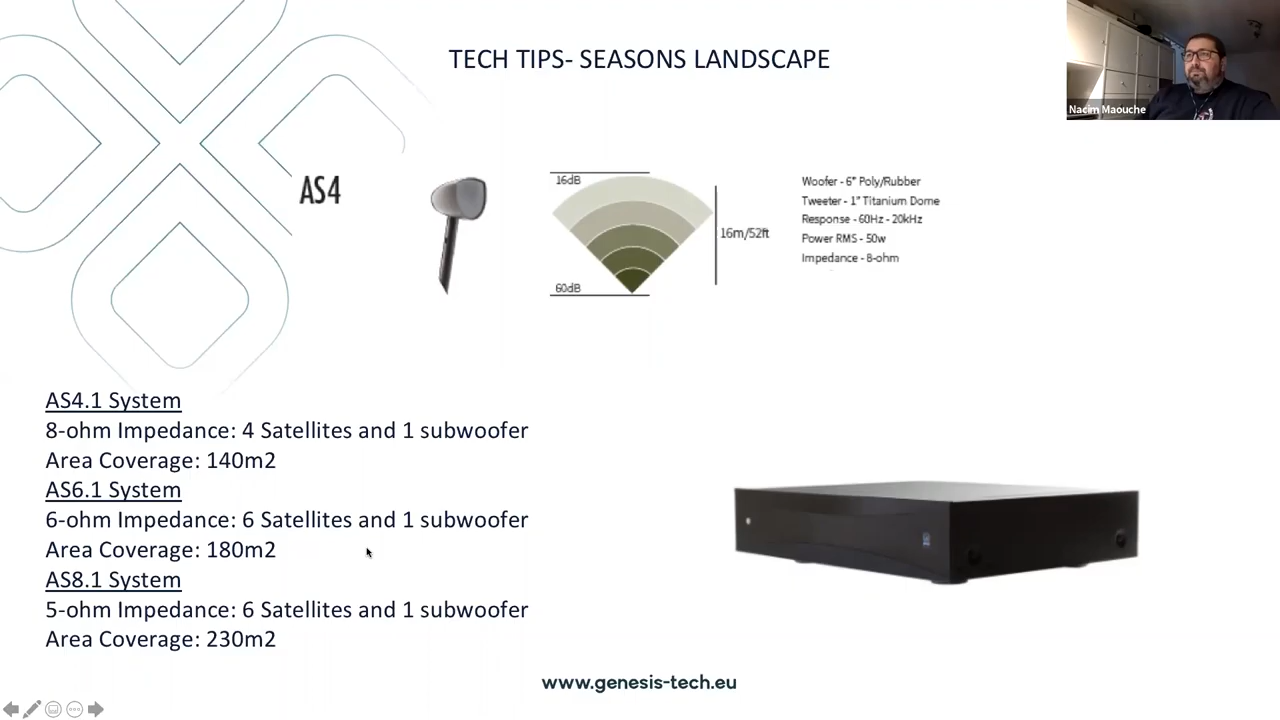 TECH TIPS- SEASONS LANDSCAPE
Nacim Maouche
AS4
16dB
60dB
16m/52ft
Woofer - 6" Poly/Rubber
Tweeter - 1" Titanium Dome
Response - 60Hz - 20kHz
Power RMS - 50w
Impedance - 8-ohm
AS4.1 System
8-ohm Impedance: 4 Satellites and 1 subwoofer
Area Coverage: 140m2
AS6.1 System
6-ohm Impedance: 6 Satellites and 1 subwoofer
Area Coverage: 180m2
AS8.1 System
5-ohm Impedance: 6 Satellites and 1 subwoofer
Area Coverage: 230m2
www.genesis-tech.eu